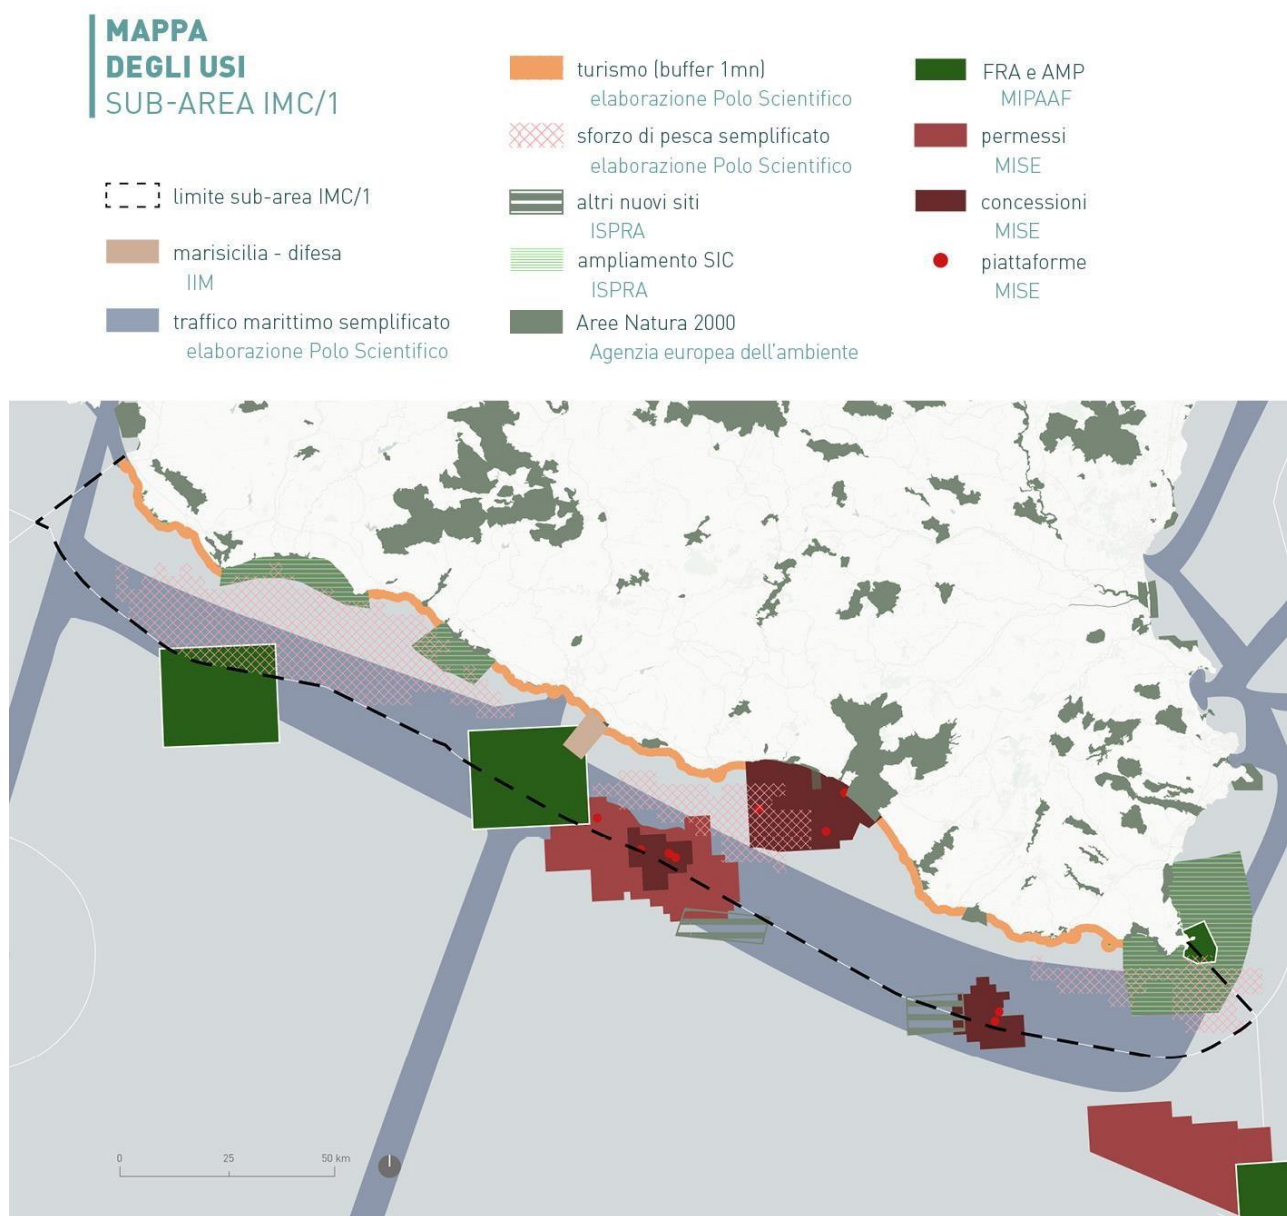 MAPPA
DEGLI USI
SUB-AREA IMC/1
limite sub-area IMC/1
marisicilia - difesa
IIM
traffico marittimo semplificato
elaborazione Polo Scientifico
turismo (buffer 1mn)
elaborazione Polo Scientifico
sforzo di pesca semplificato
elaborazione Polo Scientifico
altri nuovi siti
ISPRA
ampliamento SIC
ISPRA
Aree Natura 2000
Agenzia europea dell'ambiente
FRA e AMP
MIPAAF
permessi
MISE
concessioni
MISE
piattaforme
MISE
0 25 50 km